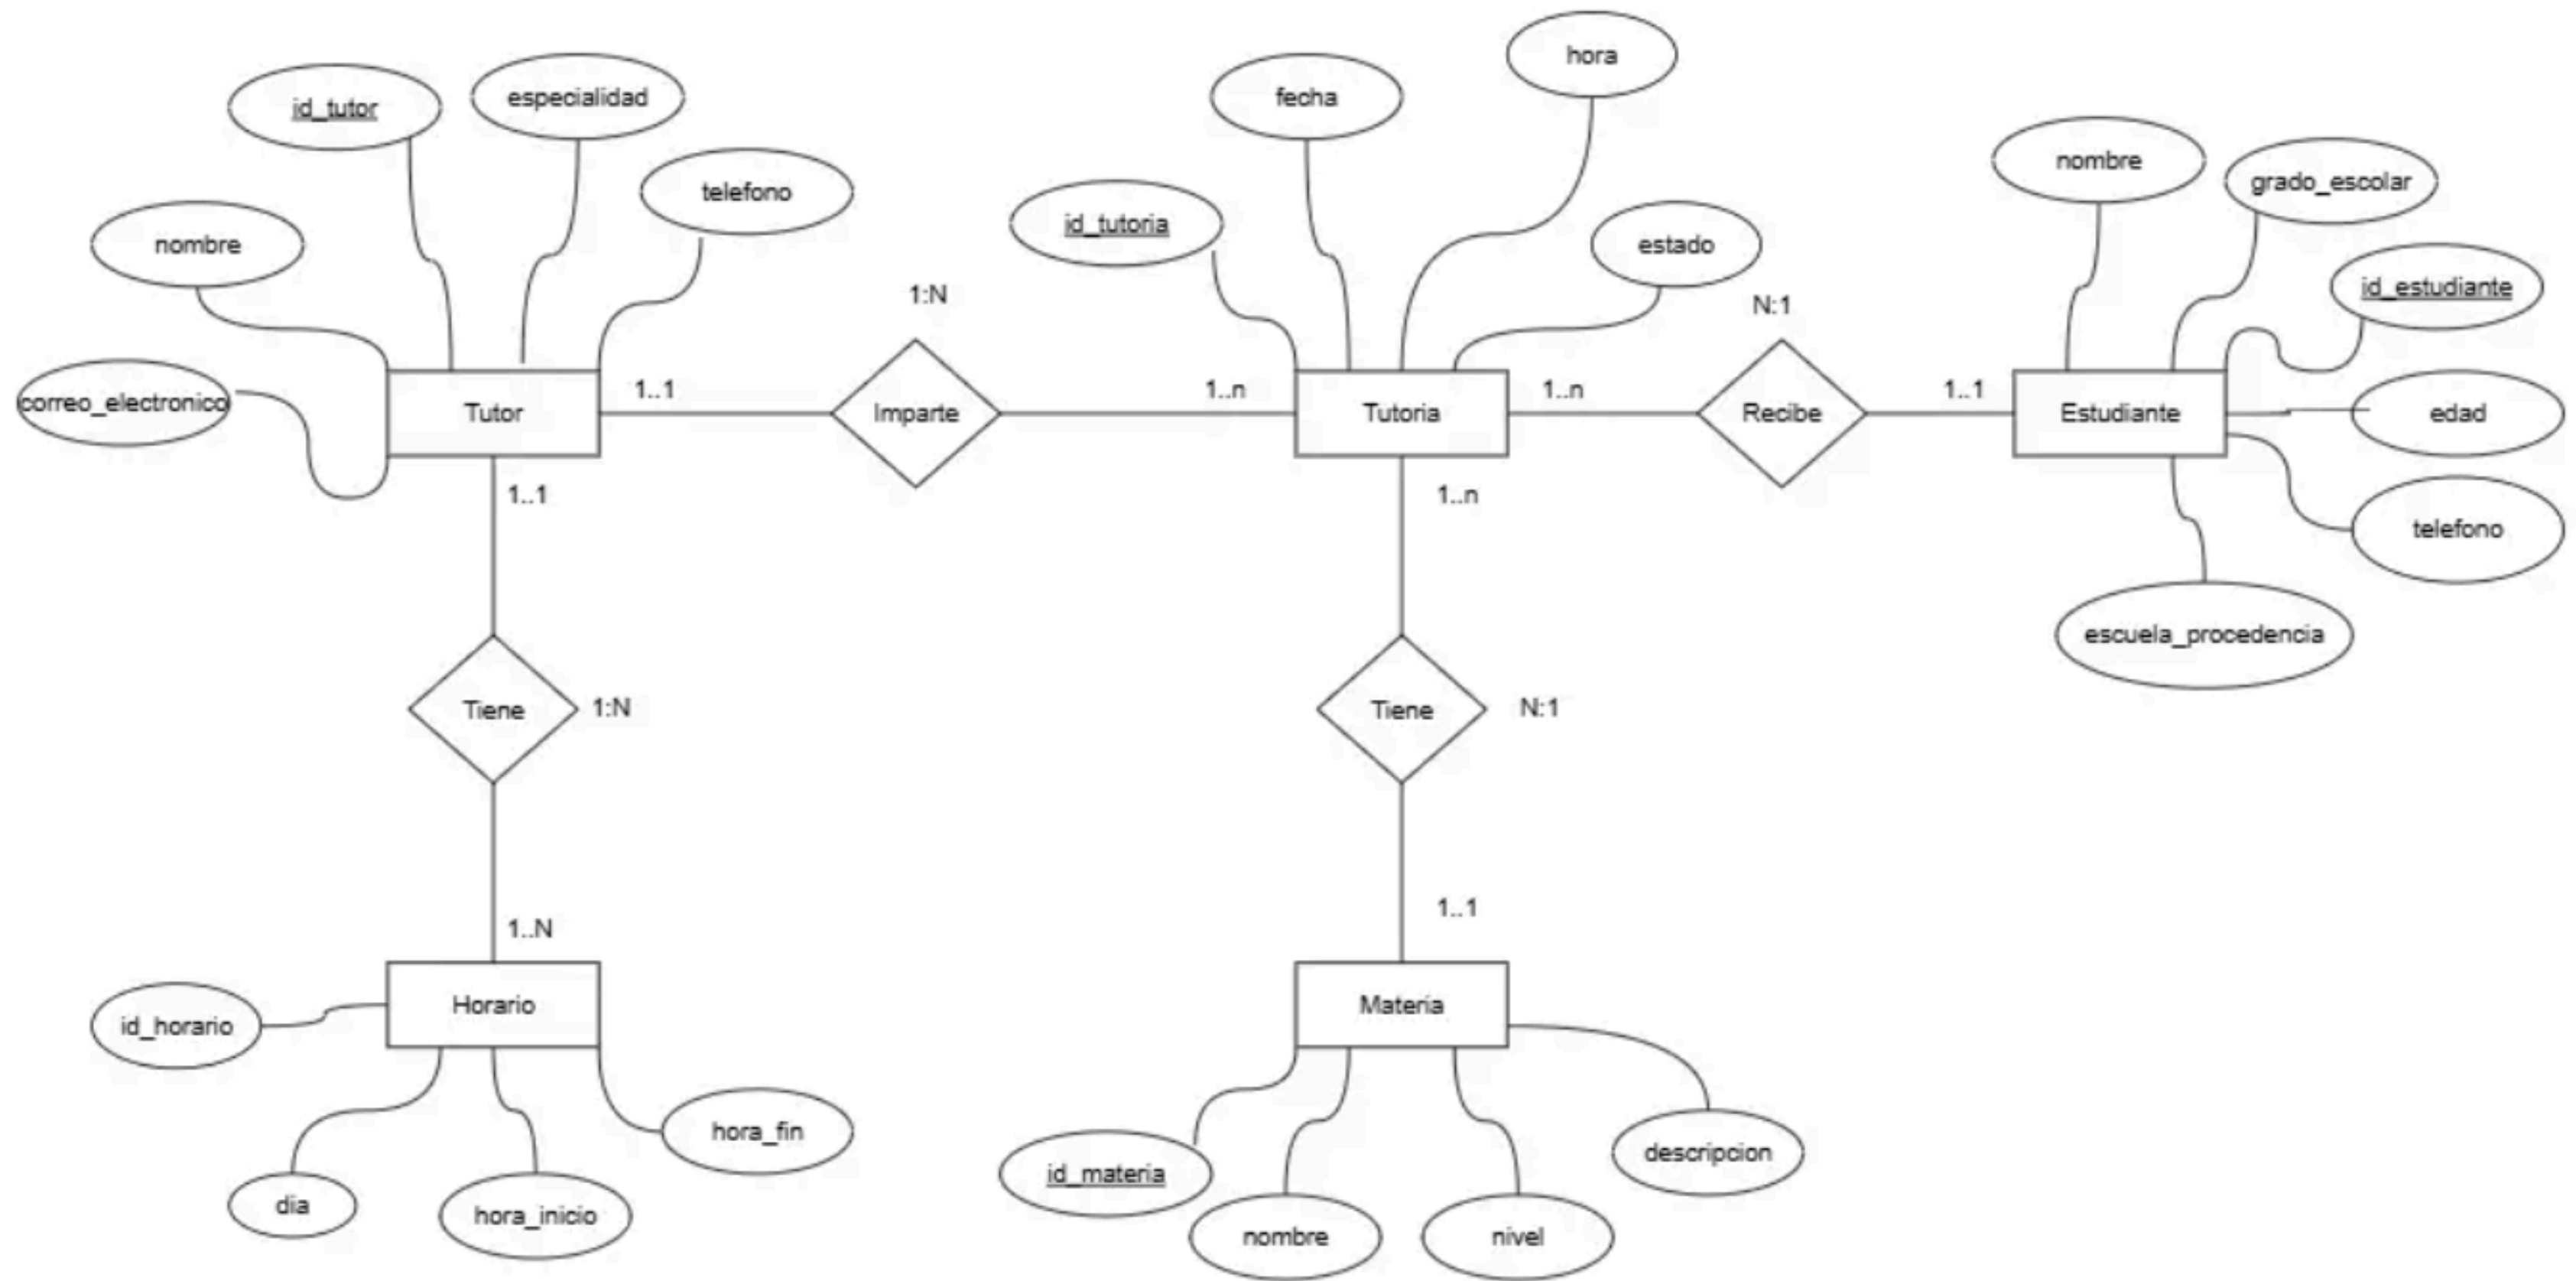 hora
fecha
especialidad
id_tutor
nombre
grado_escolar
telefono
id_tutoria
nombre
estado
id_estudiante
1:N
N:1
correo_electronico
Tutor
1..1
Imparte
1..n
Tutoria
1..n
Recibe
1..1
Estudiante
edad
1..1
1..n
telefono
escuela_procedencia
Tiene
1:N
Tiene
N:1
1..N
1..1
id_horario
Horario
Materia
hora_fin
descripcion
id_materia
dia
hora_inicio
nombre
nivel